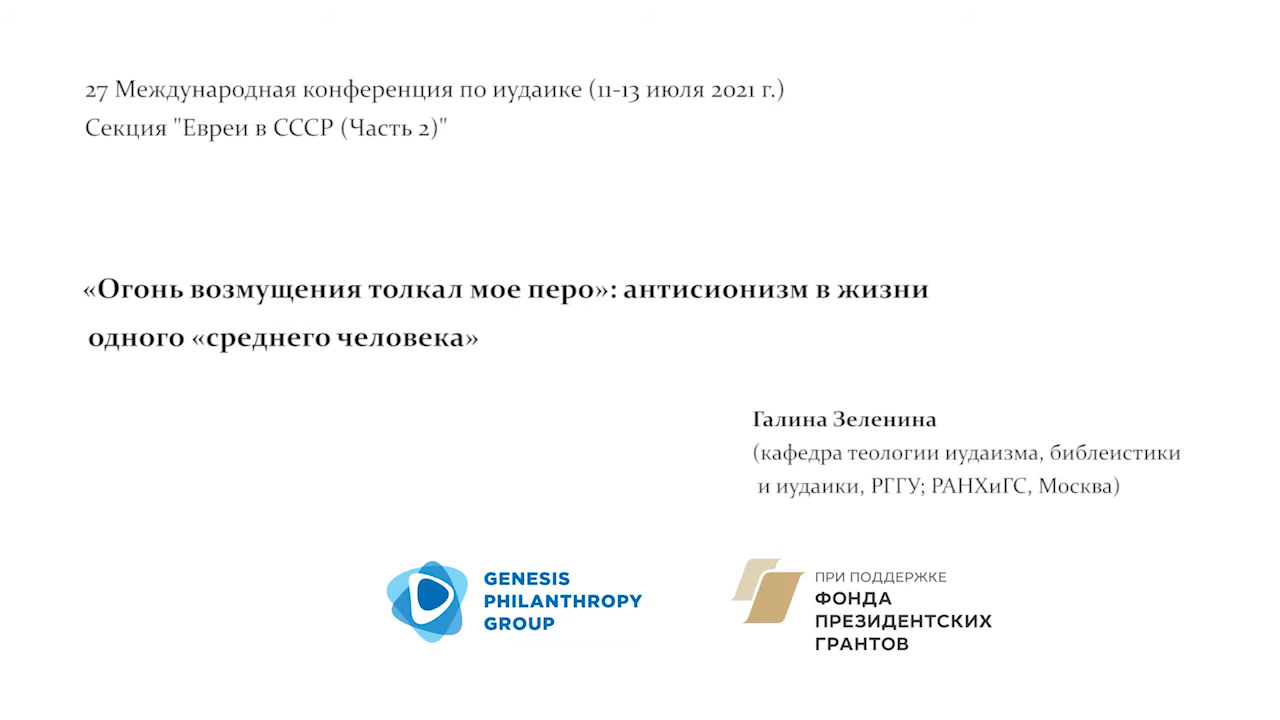 27 Международная конференция по иудаике (11-13 июля 2021 г.)
Секция "Евреи в СССР (Часть 2)"
«Огонь возмущения толкал мое перо»: антисионизм в жизни
одного «среднего человека»
Галина Зеленина
(кафедра теологии иудаизма, библеистики
и иудаики, РГГУ; РАНХиГС, Москва)
GENESIS
PHILANTHROPY
GROUP
ПРИ ПОДДЕРЖКЕ
ФОНДА
ПРЕЗИДЕНТСКИХ
ГРАНТОВ